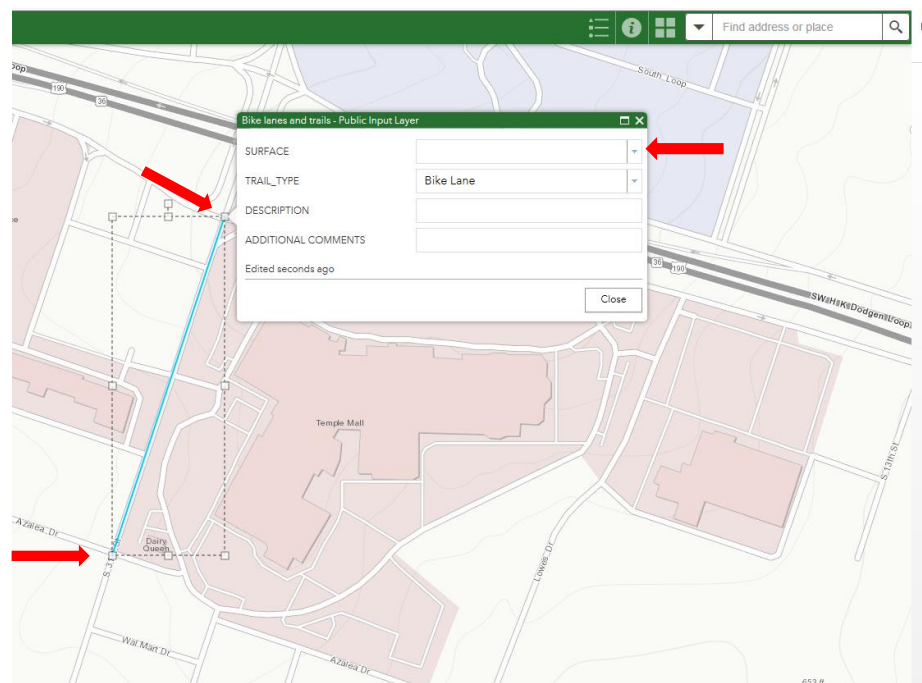 Find address or place
South_Loop
190
36
Bike lanes and trails - Public Input Layer
SURFACE
TRAIL_TYPE Bike Lane
DESCRIPTION
ADDITIONAL COMMENTS
Edited seconds ago
Close
36
190
Temple Mall
S 13th St
Azalea Dr
Dairy
Queen
Lowes Dr
Wal Mart Dr
Azalea Dr